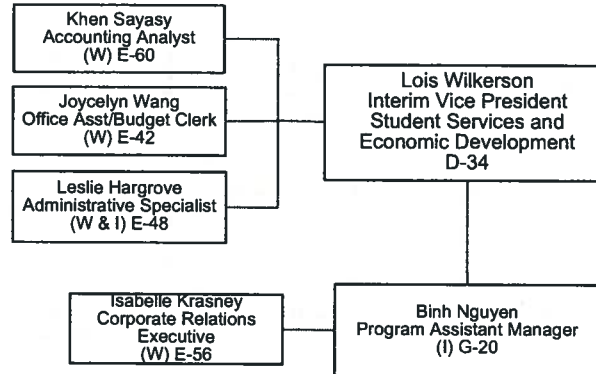 Khen Sayasy
Accounting Analyst
(W) E-60
Joycelyn Wang
Office Asst/Budget Clerk
(W) E-42
Leslie Hargrove
Administrative Specialist
(W & I) E-48
Lois Wilkerson
Interim Vice President
Student Services and
Economic Development
D-34
Isabelle Krasney
Corporate Relations
Executive
(W) E-56
Binh Nguyen
Program Assistant Manager
(I) G-20